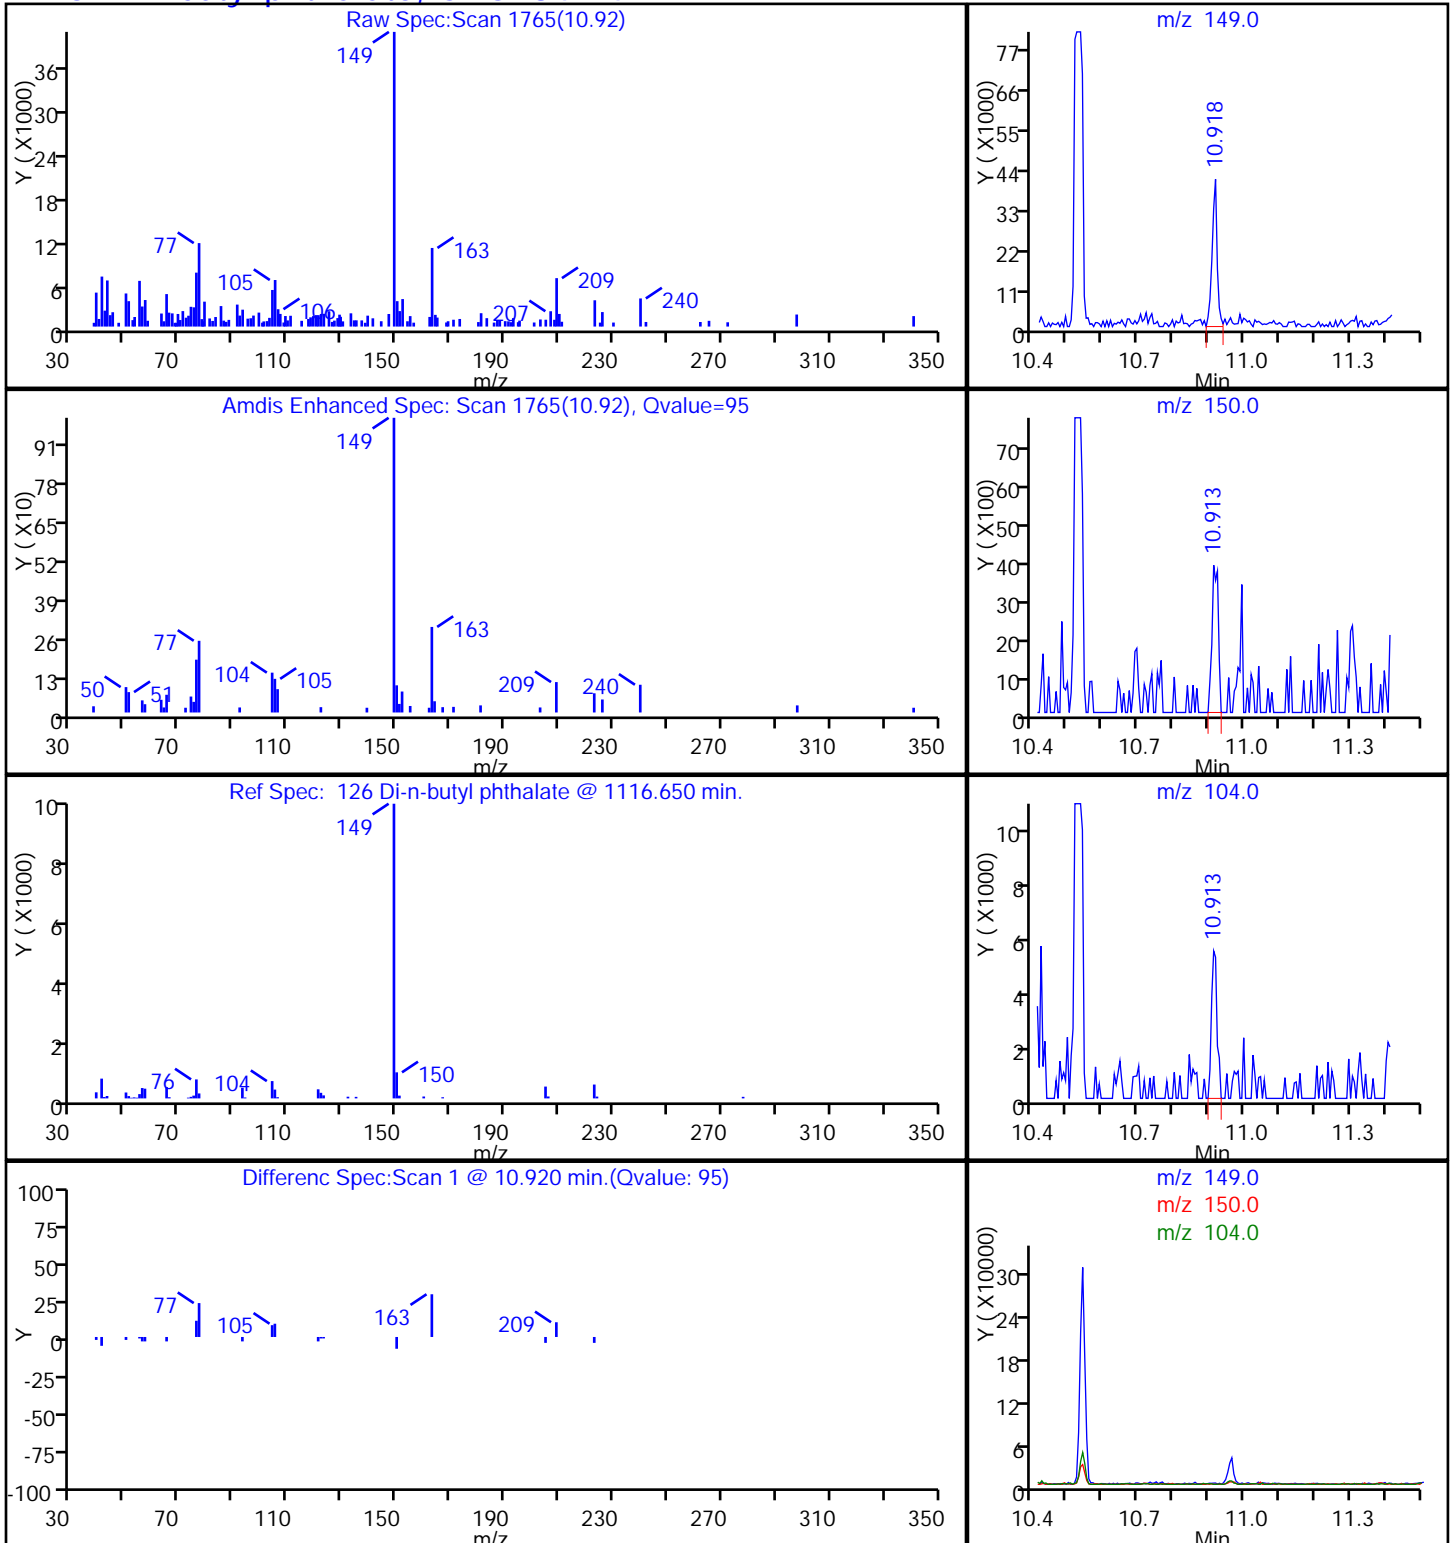 Raw Spec:Scan 1765(10.92)
Y ( X1000)
36
30
24
18
12
6
0
149
77
105
106
163
207
209
240
30 70 110 150 190 230 270 310 350
m/z
m/z 149.0
Y ( X1000)
77
66
55
44
33
22
11
0
10.918
10.4 10.7 11.0 11.3
Min
Amdis Enhanced Spec: Scan 1765(10.92), Qvalue=95
Y ( X10)
91
78
65
52
39
26
13
0
149
77
50
51
104
105
163
209
240
30 70 110 150 190 230 270 310 350
m/z
m/z 150.0
Y ( X100)
70
60
50
40
30
20
10
0
10.913
10.4 10.7 11.0 11.3
Min
Ref Spec: 126 Di-n-butyl phthalate @ 1116.650 min.
Y ( X1000)
10
8
6
4
2
0
149
76
104
150
30 70 110 150 190 230 270 310 350
m/z
m/z 104.0
Y ( X1000)
10
8
6
4
2
0
10.913
10.4 10.7 11.0 11.3
Min
Differenc Spec:Scan 1 @ 10.920 min.(Qvalue: 95)
Y
100
75
50
25
0
-25
-50
-75
-100
77
105
163
209
30 70 110 150 190 230 270 310 350
m/z
m/z 149.0
m/z 150.0
m/z 104.0
Y ( X10000)
30
24
18
12
6
0
10.4 10.7 11.0 11.3
Min